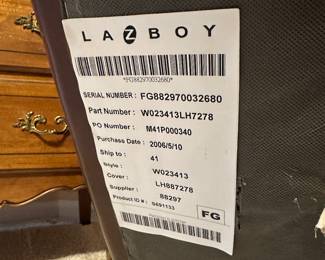 LAZBOY
*FG882970032680*
SERIAL NUMBER : FG882970032680
Part Number : W023413LH7278
PO Number : M41P000340
Purchase Date : 2006/5/10
Ship to : 41
Style : W023413
Cover : LH887278
Supplier : 88297
Product ID # : 0491133
FG